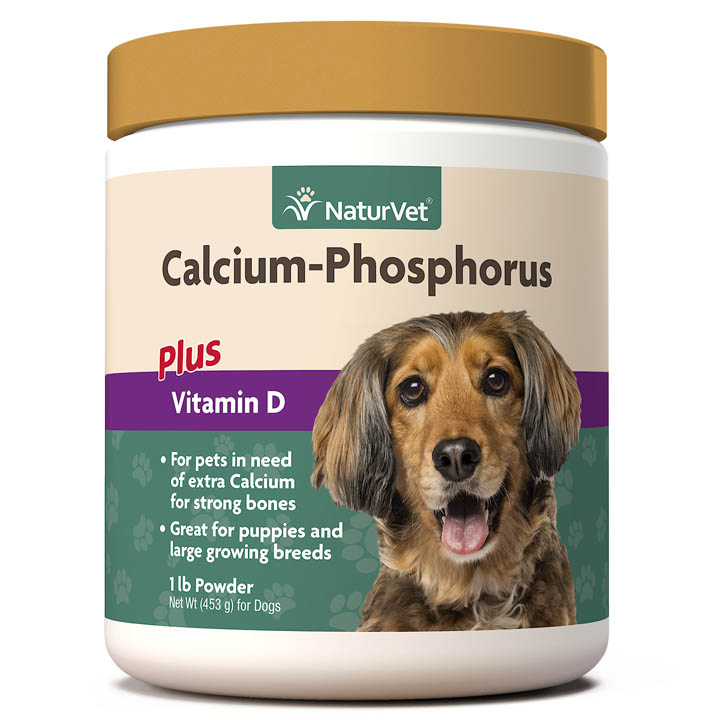 NaturVet®
Calcium-Phosphorus
Plus
Vitamin D
• For pets in need
of extra Calcium
for strong bones
• Great for puppies and
large growing breeds
1 lb Powder
Net Wt (453 g) for Dogs